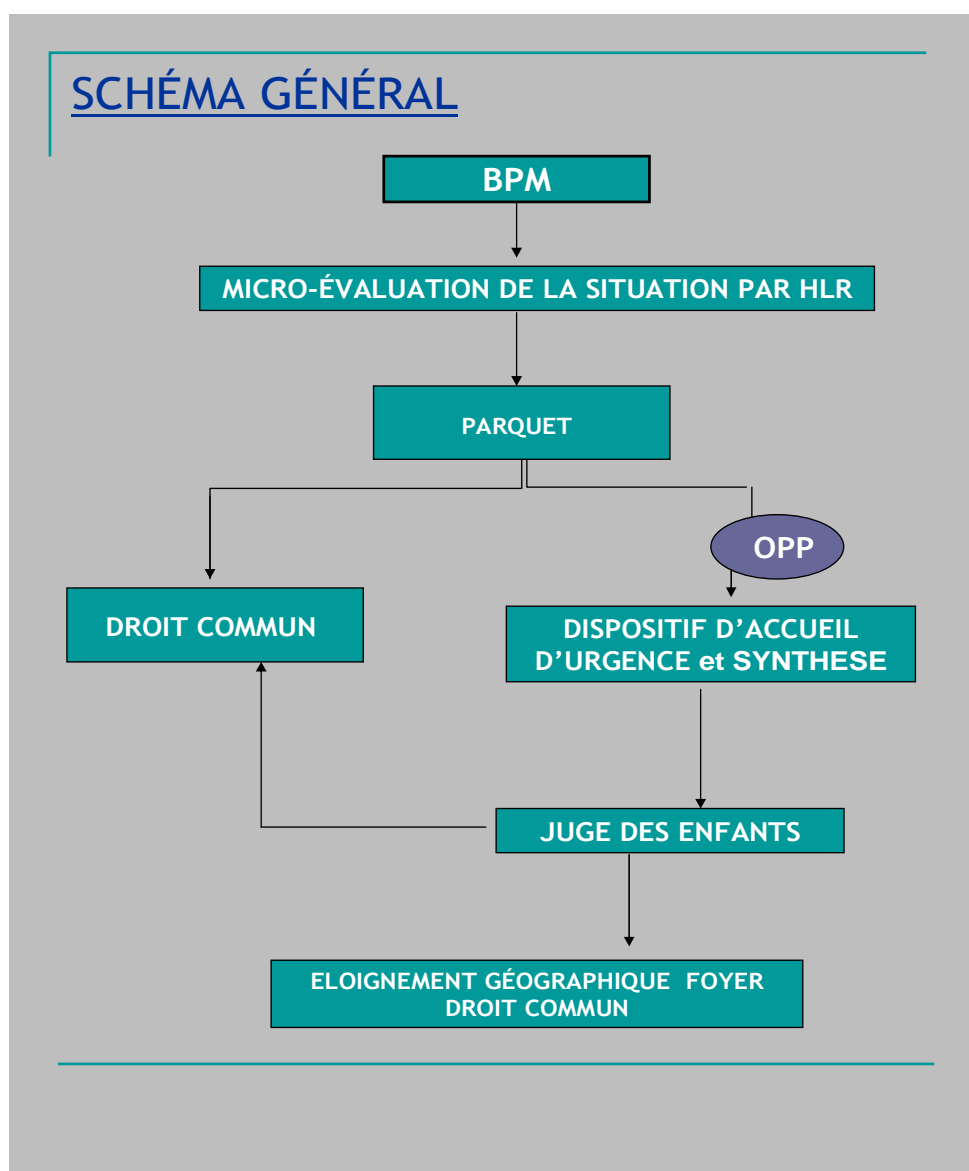 SCHÉMA GÉNÉRAL
BPM
MICRO-ÉVALUATION DE LA SITUATION PAR HLR
PARQUET
OPP
DROIT COMMUN
DISPOSITIF D’ACCUEIL
D’URGENCE et SYNTHESE
JUGE DES ENFANTS
ELOIGNEMENT GÉOGRAPHIQUE FOYER
DROIT COMMUN